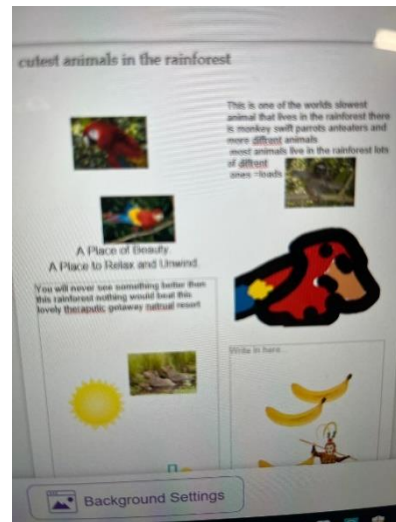 cutest animals in the rainforest
This is one of the worlds slowest
animal that lives in the rainforest there
is monkey swift parrots anteaters and
more diffrent animals
most animals live in the rainforest lots
of diffrent
ones
A Place of Beauty.
A Place to Relax and Unwind.
You will never see something better than
this rainforest nothing would beat this
lovely theraputic getaway natrual resort
Write in here
Background Settings